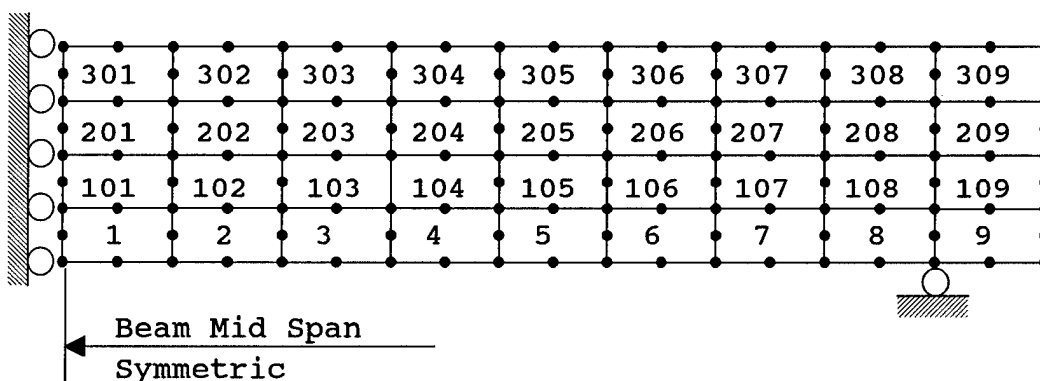 301 302 303 304 305 306 307 308 309
201 202 203 204 205 206 207 208 209
101 102 103 104 105 106 107 108 109
1 2 3 4 5 6 7 8 9
Beam Mid Span
Symmetric